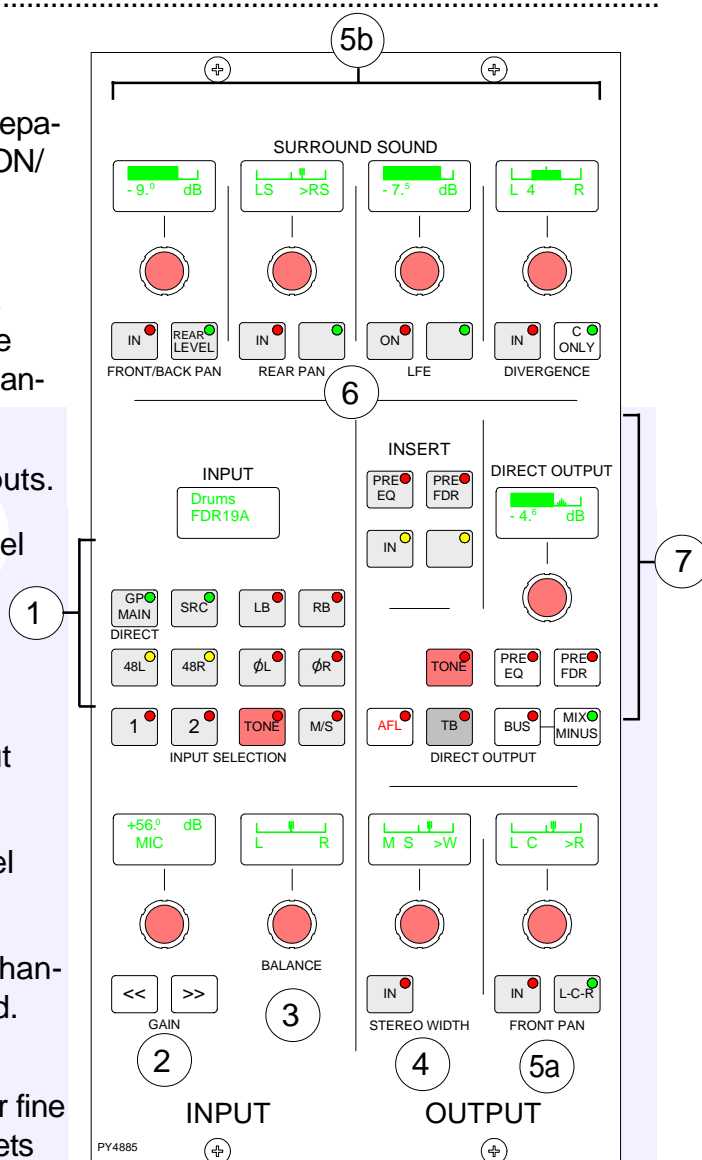 5b
epa-
ON/
SURROUND SOUND
- 9.⁰ dB
LS >RS
- 7.⁵ dB
L 4 R
IN
REAR LEVEL
IN
ON
IN
C ONLY
FRONT/BACK PAN
REAR PAN
LFE
DIVERGENCE
e
an-
6
INSERT
INPUT
DIRECT OUTPUT
outs.
PRE EQ
PRE FDR
Drums
FDR19A
- 4.⁶ dB
el
IN
7
1
GP MAIN
SRC
LB
RB
DIRECT
48L
48R
ϕL
ϕR
TONE
PRE EQ
PRE FDR
1
2
TONE
M/S
AFL
TB
BUS
MIX MINUS
INPUT SELECTION
DIRECT OUTPUT
+56.⁰ dB
MIC
L R
M S >W
L C >R
el
BALANCE
han-
<<
>>
IN
IN
L-C-R
d.
GAIN
STEREO WIDTH
FRONT PAN
2
3
4
5a
r fine
INPUT
OUTPUT
ets
PY4885